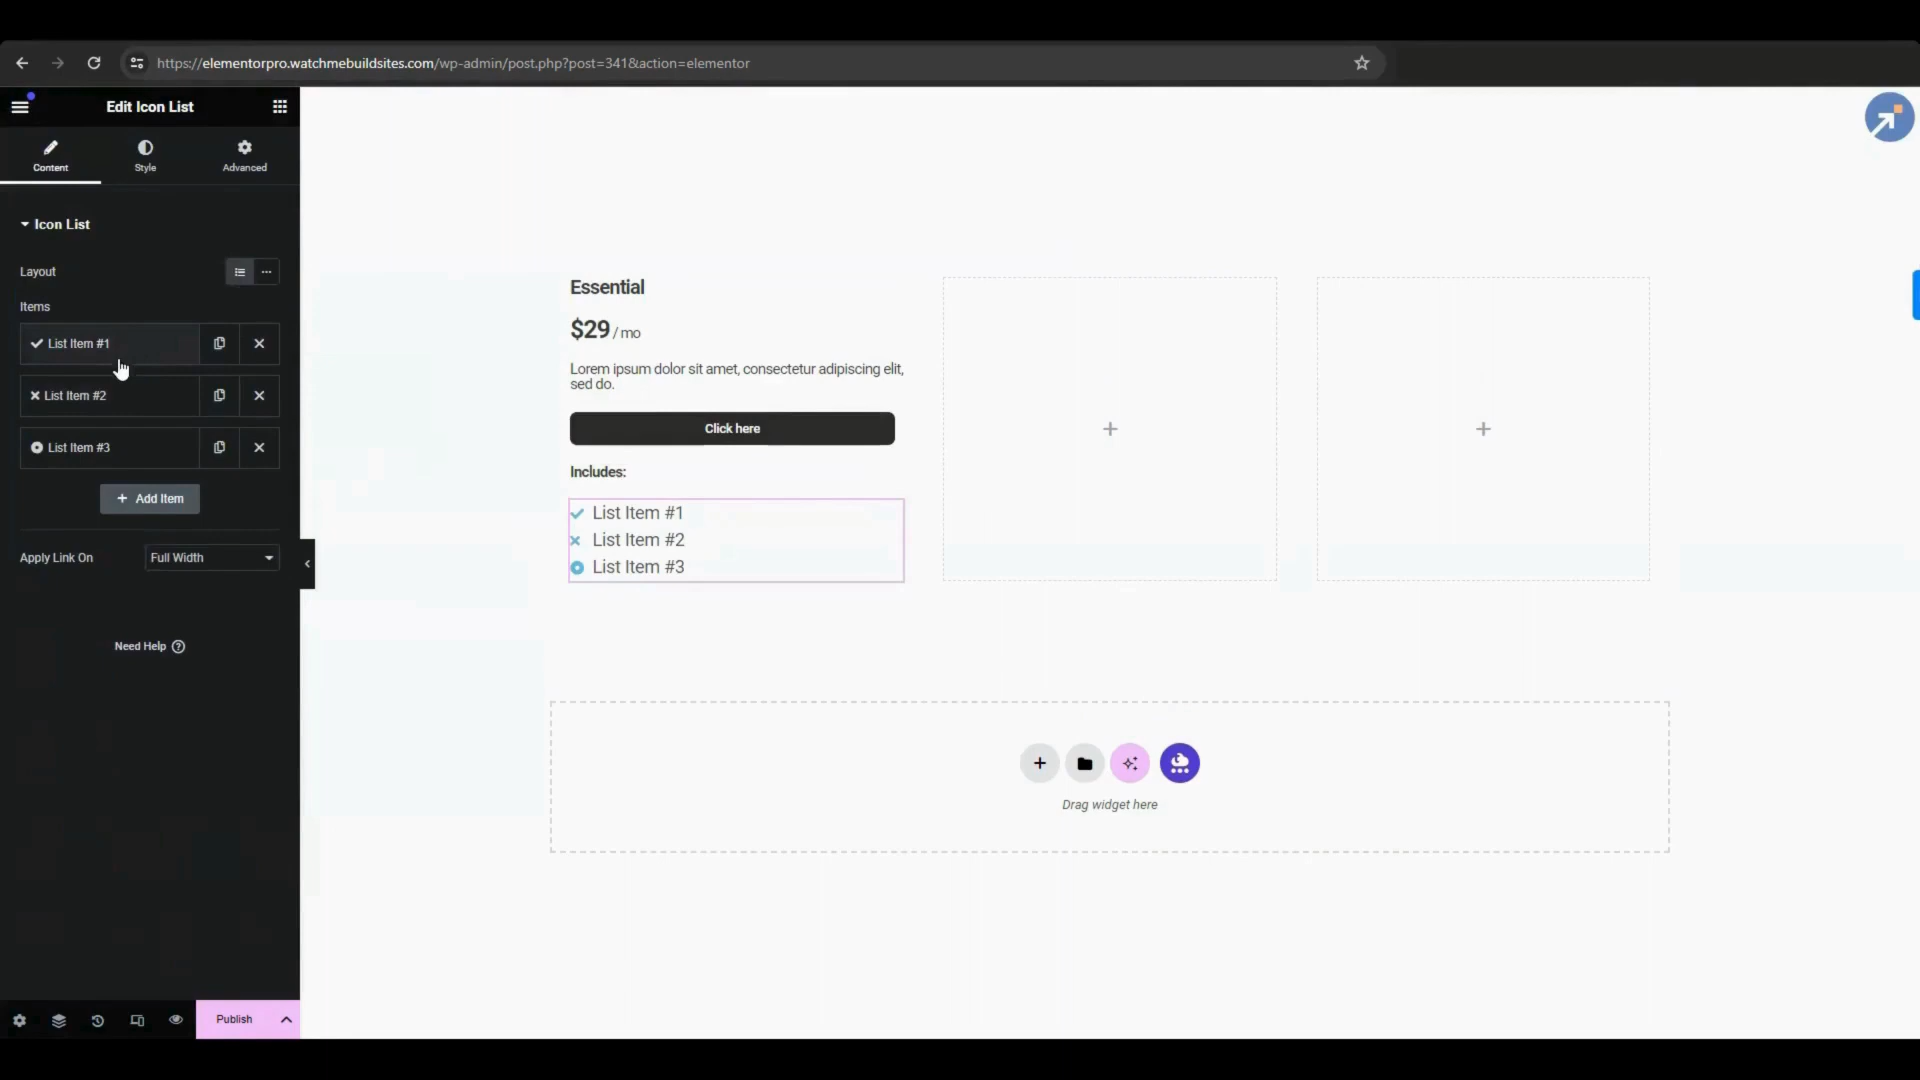 https://elementorpro.watchmebuildsites.com/wp-admin/post.php?post=341&action=elementor
Edit Icon List
Content
Style
Advanced
Icon List
Layout
Items
List Item #1
List Item #2
List Item #3
+ Add Item
Apply Link On
Full Width
Need Help
Publish
Essential
$29 / mo
Lorem ipsum dolor sit amet, consectetur adipiscing elit,
sed do.
Click here
Includes:
List Item #1
List Item #2
List Item #3
Drag widget here